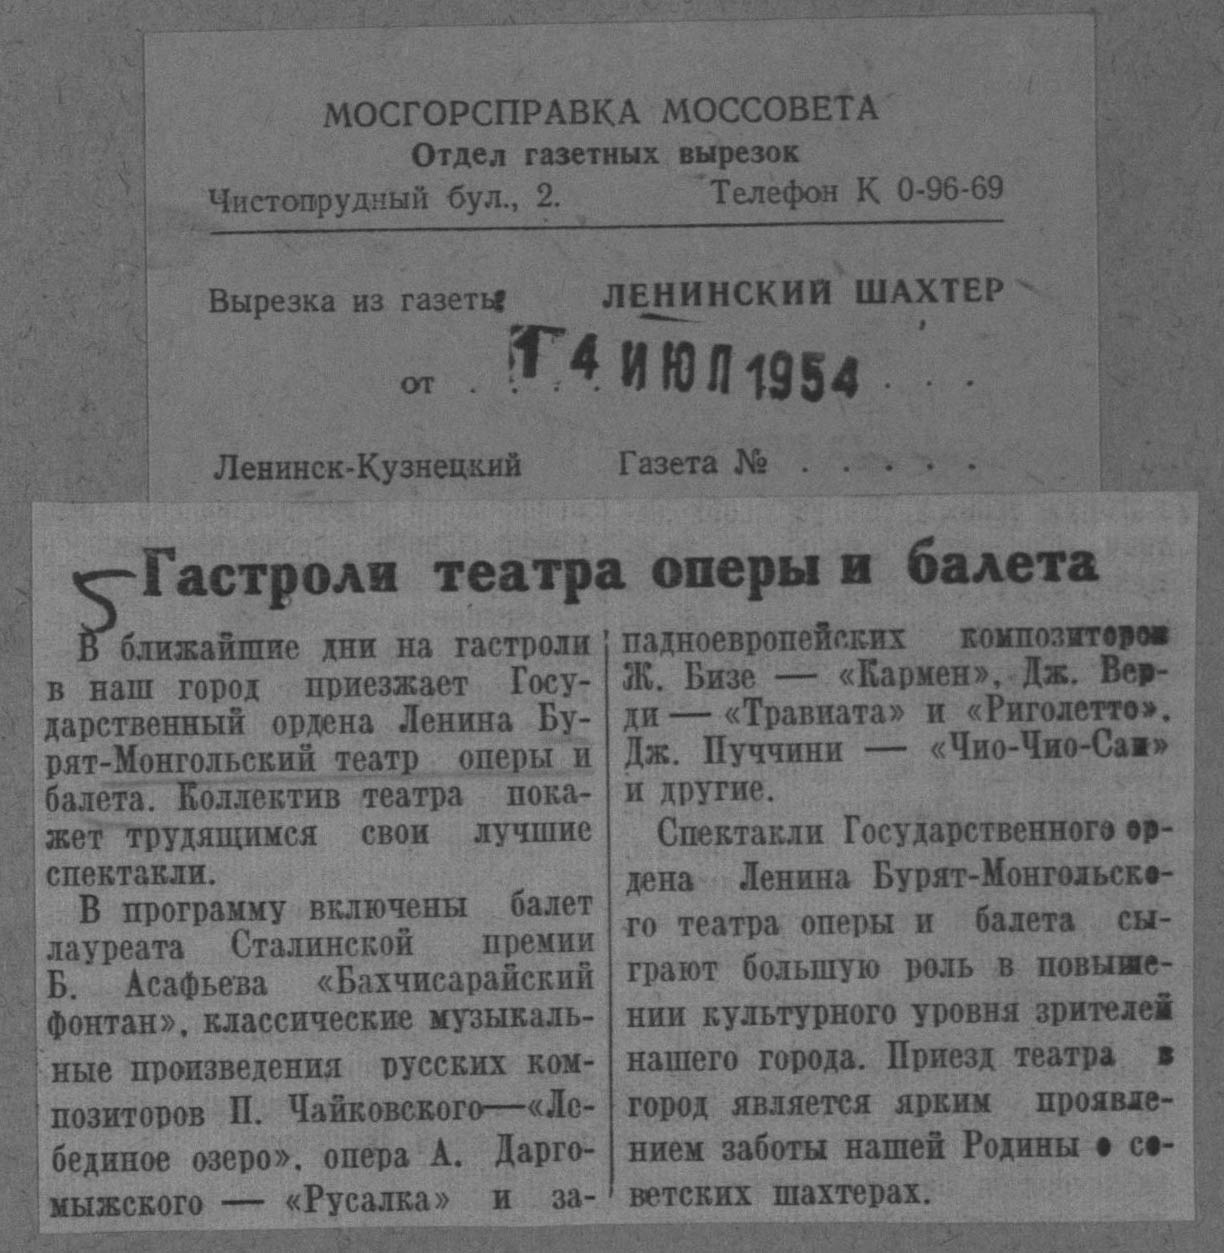 МОСГОРСПРАВКА МОССОВЕТА
Отдел газетных вырезок
Чистопрудный бул., 2. Телефон К 0-96-69
Вырезка из газеты ЛЕНИНСКИЙ ШАХТЕР
от . . . 14 ИЮЛ 1954 . . .
Ленинск-Кузнецкий Газета № . . . . .
Гастроли театра оперы и балета
В ближайшие дни на гастроли
в наш город приезжает Госу-
дарственный ордена Ленина Бу-
рят-Монгольский театр оперы и
балета. Коллектив театра пока-
жет трудящимся свои лучшие
спектакли.
В программу включены балет
лауреата Сталинской премии
Б. Асафьева «Бахчисарайский
фонтан», классические музыкаль-
ные произведения русских ком-
позиторов П. Чайковского—«Ле-
бединое озеро», опера А. Дарго-
мыжского — «Русалка» и за-
падноевропейских композиторов
Ж. Бизе — «Кармен», Дж. Вер-
ди — «Травиата» и «Риголетто»,
Дж. Пуччини — «Чио-Чио-Сан»
и другие.
Спектакли Государственного ор-
дена Ленина Бурят-Монгольско-
го театра оперы и балета сы-
грают большую роль в повыше-
нии культурного уровня зрителей
нашего города. Приезд театра в
город является ярким проявле-
нием заботы нашей Родины о со-
ветских шахтерах.